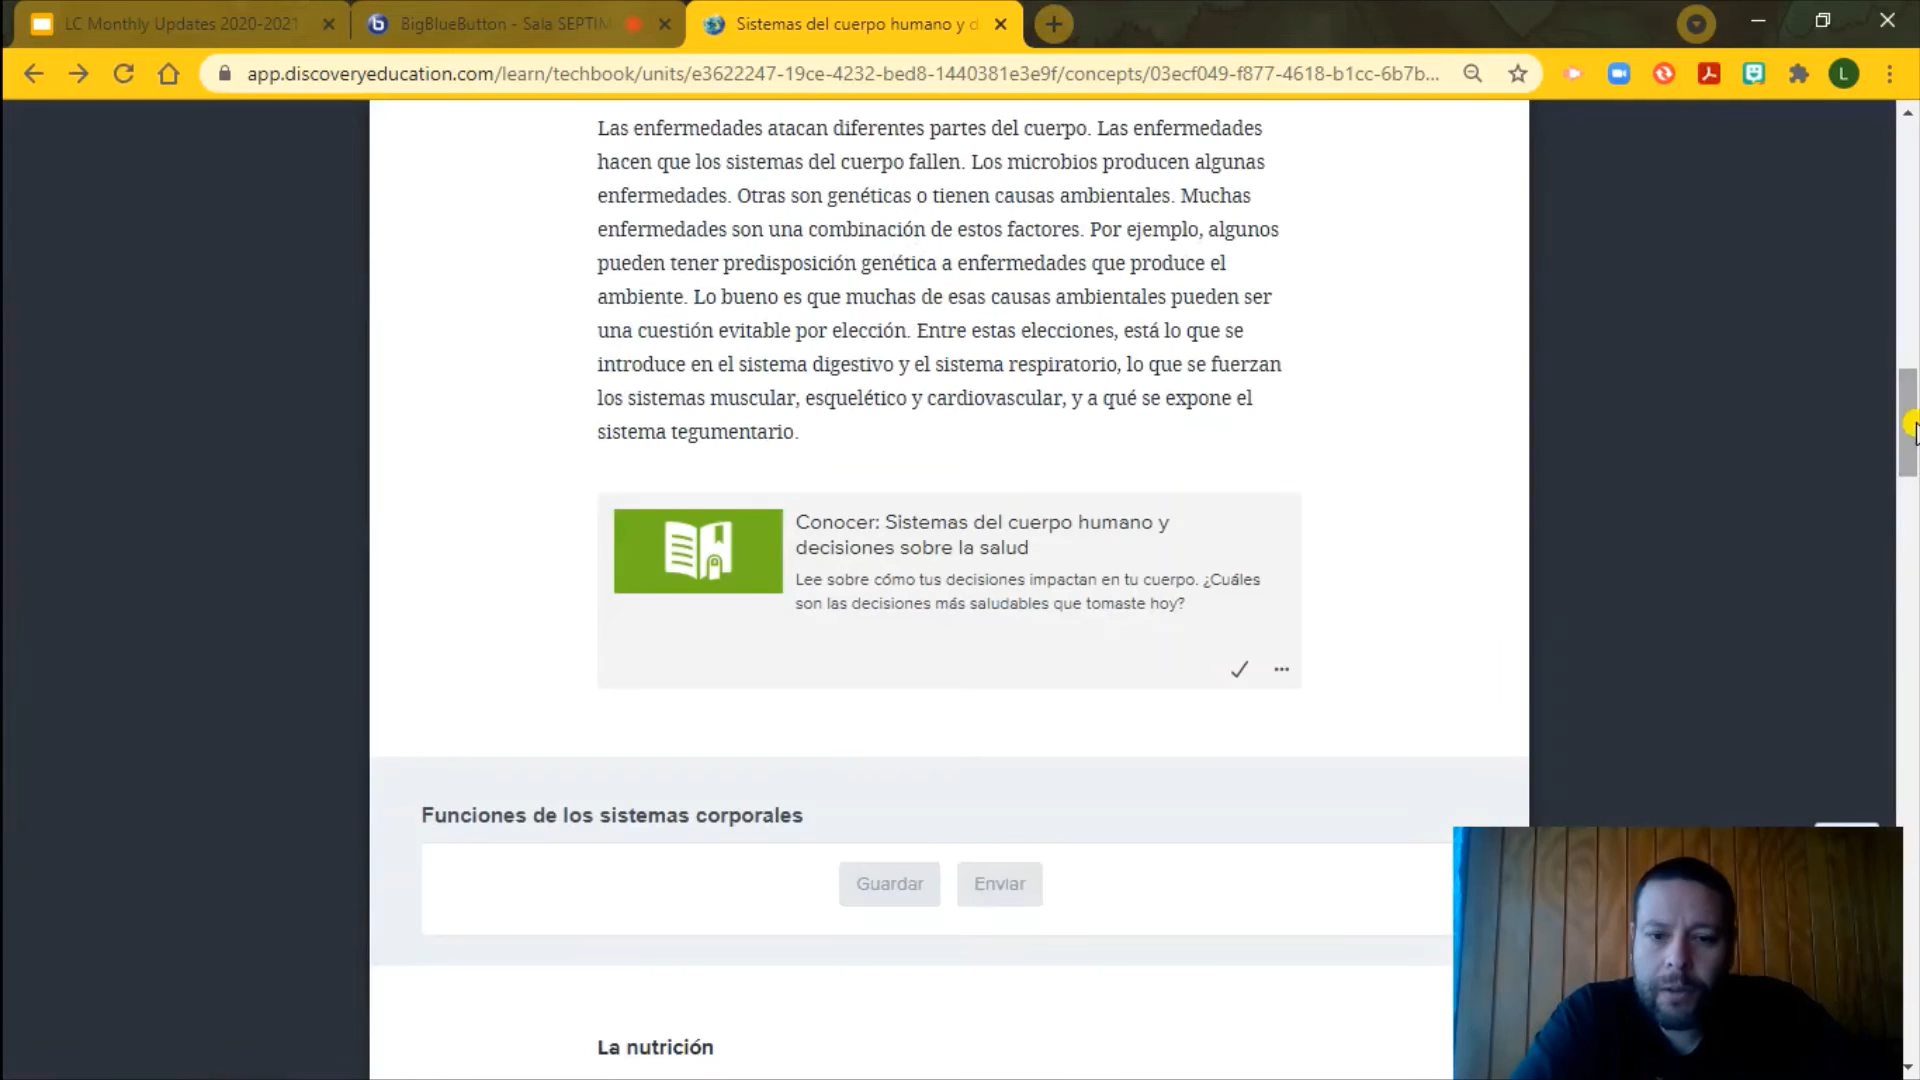 LC Monthly Updates 2020-2021
BigBlueButton - Sala SEPTIM
Sistemas del cuerpo humano y d
app.discoveryeducation.com/learn/techbook/units/e3622247-19ce-4232-bed8-1440381e3e9f/concepts/03ecf049-f877-4618-b1cc-6b7b...
L
Las enfermedades atacan diferentes partes del cuerpo. Las enfermedades
hacen que los sistemas del cuerpo fallen. Los microbios producen algunas
enfermedades. Otras son genéticas o tienen causas ambientales. Muchas
enfermedades son una combinación de estos factores. Por ejemplo, algunos
pueden tener predisposición genética a enfermedades que produce el
ambiente. Lo bueno es que muchas de esas causas ambientales pueden ser
una cuestión evitable por elección. Entre estas elecciones, está lo que se
introduce en el sistema digestivo y el sistema respiratorio, lo que se fuerzan
los sistemas muscular, esquelético y cardiovascular, y a qué se expone el
sistema tegumentario.
Conocer: Sistemas del cuerpo humano y
decisiones sobre la salud
Lee sobre cómo tus decisiones impactan en tu cuerpo. ¿Cuáles
son las decisiones más saludables que tomaste hoy?
Funciones de los sistemas corporales
Guardar
Enviar
La nutrición